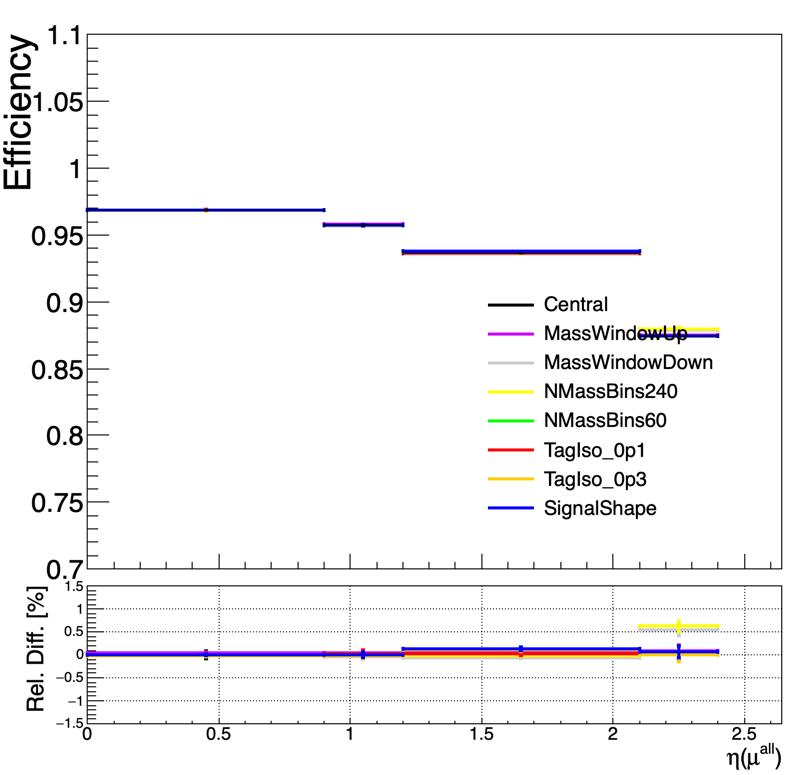 Efficiency
1.1
1.05
1
0.95
0.9
0.85
0.8
0.75
0.7
Central
MassWindowUp
MassWindowDown
NMassBins240
NMassBins60
TagIso_0p1
TagIso_0p3
SignalShape
Rel. Diff. [%]
1.5
1
0.5
0
−0.5
−1
−1.5
0 0.5 1 1.5 2 2.5
η(μ^all)